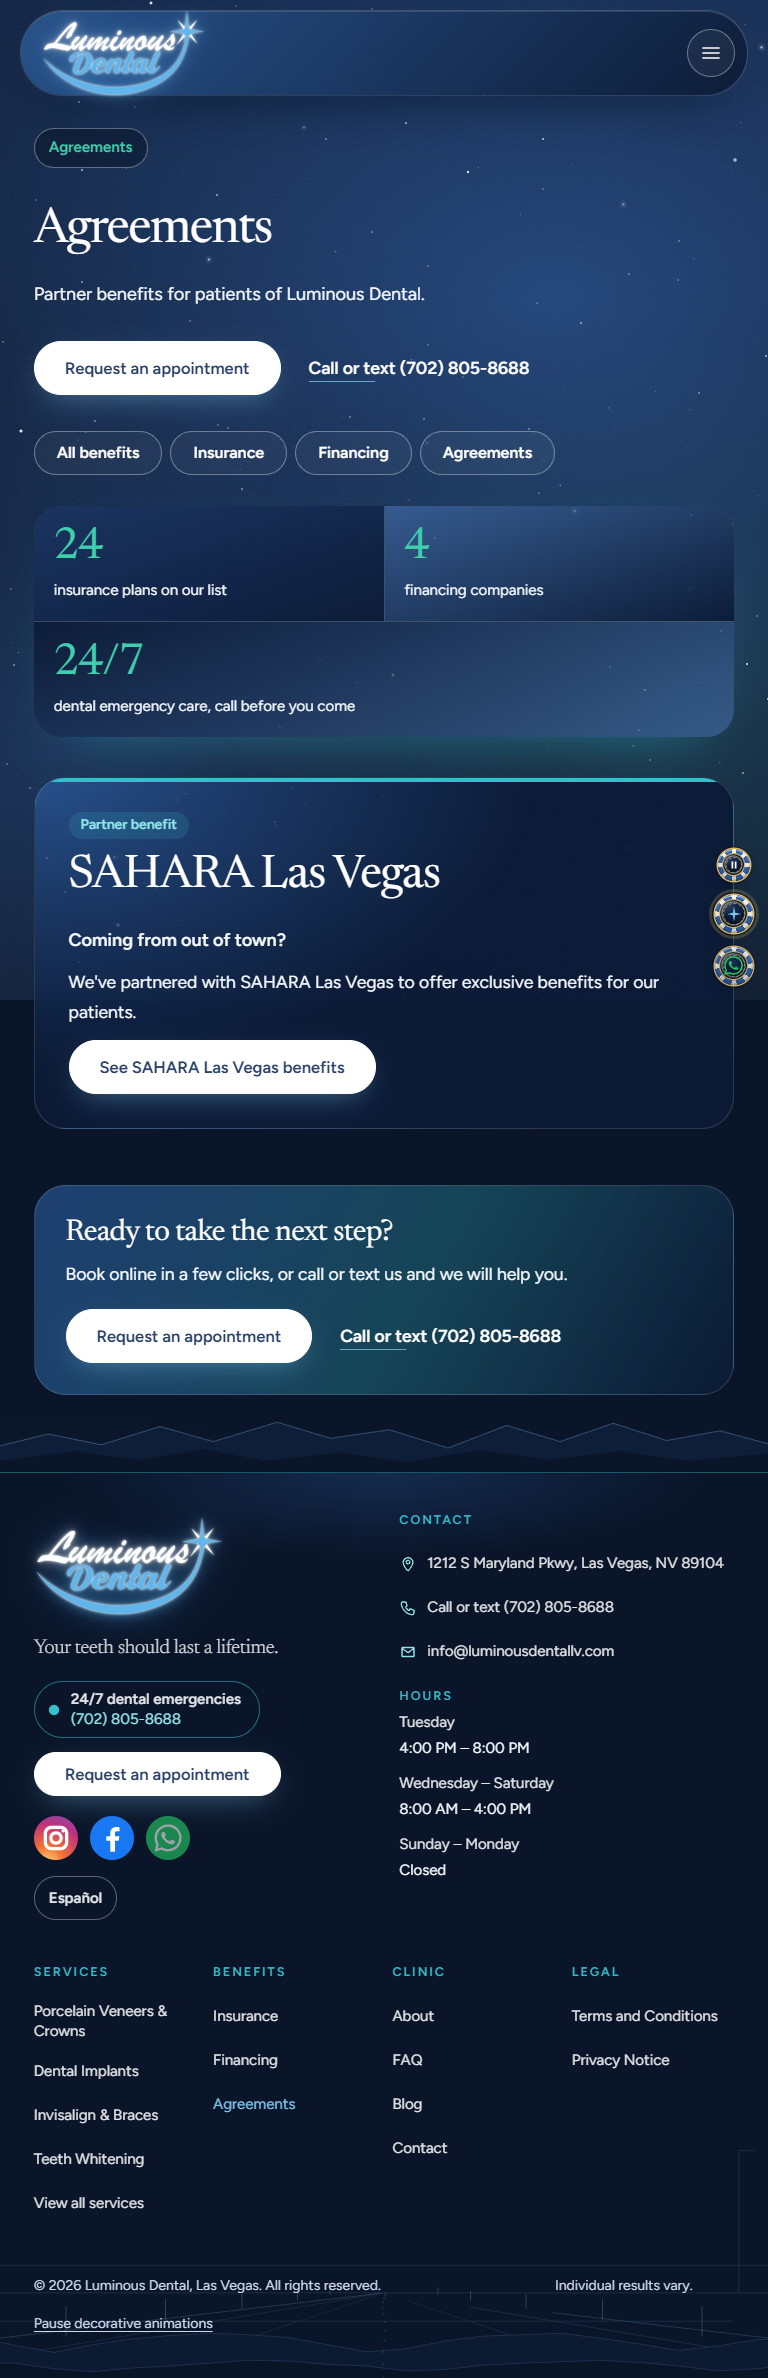 Luminous
Dental
Agreements
Agreements
Partner benefits for patients of Luminous Dental.
Request an appointment
Call or text (702) 805-8688
All benefits
Insurance
Financing
Agreements
24
insurance plans on our list
4
financing companies
24/7
dental emergency care, call before you come
Partner benefit
SAHARA Las Vegas
Coming from out of town?
We've partnered with SAHARA Las Vegas to offer exclusive benefits for our
patients.
See SAHARA Las Vegas benefits
Ready to take the next step?
Book online in a few clicks, or call or text us and we will help you.
Request an appointment
Call or text (702) 805-8688
Luminous
Dental
Your teeth should last a lifetime.
24/7 dental emergencies
(702) 805-8688
Request an appointment
Español
CONTACT
1212 S Maryland Pkwy, Las Vegas, NV 89104
Call or text (702) 805-8688
info@luminousdentallv.com
HOURS
Tuesday
4:00 PM – 8:00 PM
Wednesday – Saturday
8:00 AM – 4:00 PM
Sunday – Monday
Closed
SERVICES
Porcelain Veneers &
Crowns
Dental Implants
Invisalign & Braces
Teeth Whitening
View all services
BENEFITS
Insurance
Financing
Agreements
CLINIC
About
FAQ
Blog
Contact
LEGAL
Terms and Conditions
Privacy Notice
© 2026 Luminous Dental, Las Vegas. All rights reserved.
Individual results vary.
Pause decorative animations